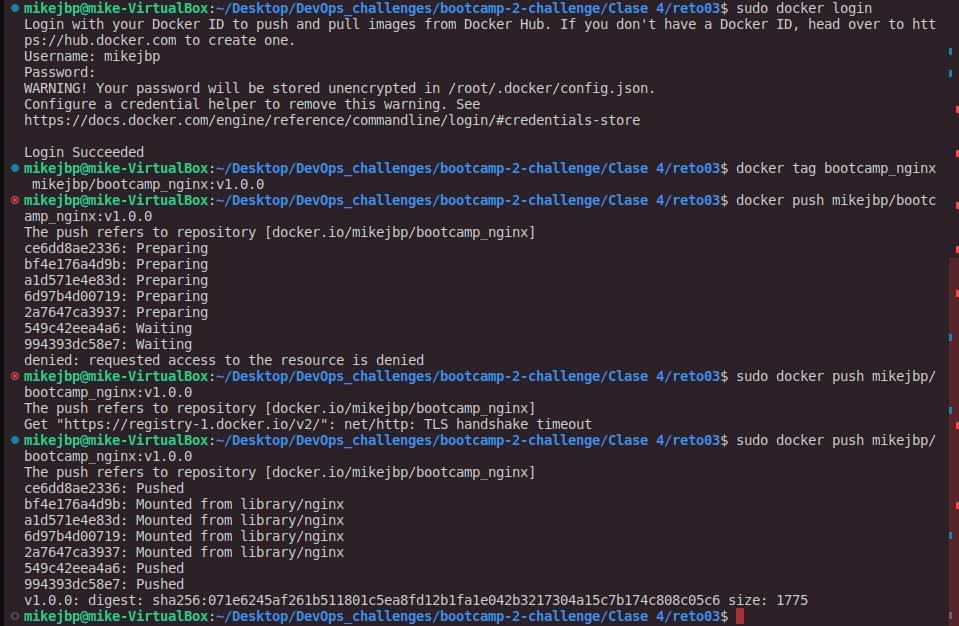 mikejbp@mike-VirtualBox:~/Desktop/DevOps_challenges/bootcamp-2-challenge/Clase 4/reto03$ sudo docker login
Login with your Docker ID to push and pull images from Docker Hub. If you don't have a Docker ID, head over to htt
ps://hub.docker.com to create one.
Username: mikejbp
Password:
WARNING! Your password will be stored unencrypted in /root/.docker/config.json.
Configure a credential helper to remove this warning. See
https://docs.docker.com/engine/reference/commandline/login/#credentials-store
Login Succeeded
mikejbp@mike-VirtualBox:~/Desktop/DevOps_challenges/bootcamp-2-challenge/Clase 4/reto03$ docker tag bootcamp_nginx
mikejbp/bootcamp_nginx:v1.0.0
mikejbp@mike-VirtualBox:~/Desktop/DevOps_challenges/bootcamp-2-challenge/Clase 4/reto03$ docker push mikejbp/bootc
amp_nginx:v1.0.0
The push refers to repository [docker.io/mikejbp/bootcamp_nginx]
ce6dd8ae2336: Preparing
bf4e176a4d9b: Preparing
a1d571e4e83d: Preparing
6d97b4d00719: Preparing
2a7647ca3937: Preparing
549c42eea4a6: Waiting
994393dc58e7: Waiting
denied: requested access to the resource is denied
mikejbp@mike-VirtualBox:~/Desktop/DevOps_challenges/bootcamp-2-challenge/Clase 4/reto03$ sudo docker push mikejbp/
bootcamp_nginx:v1.0.0
The push refers to repository [docker.io/mikejbp/bootcamp_nginx]
Get "https://registry-1.docker.io/v2/": net/http: TLS handshake timeout
mikejbp@mike-VirtualBox:~/Desktop/DevOps_challenges/bootcamp-2-challenge/Clase 4/reto03$ sudo docker push mikejbp/
bootcamp_nginx:v1.0.0
The push refers to repository [docker.io/mikejbp/bootcamp_nginx]
ce6dd8ae2336: Pushed
bf4e176a4d9b: Mounted from library/nginx
a1d571e4e83d: Mounted from library/nginx
6d97b4d00719: Mounted from library/nginx
2a7647ca3937: Mounted from library/nginx
549c42eea4a6: Pushed
994393dc58e7: Pushed
v1.0.0: digest: sha256:071e6245af261b511801c5ea8fd12b1fa1e042b3217304a15c7b174c808c05c6 size: 1775
mikejbp@mike-VirtualBox:~/Desktop/DevOps_challenges/bootcamp-2-challenge/Clase 4/reto03$